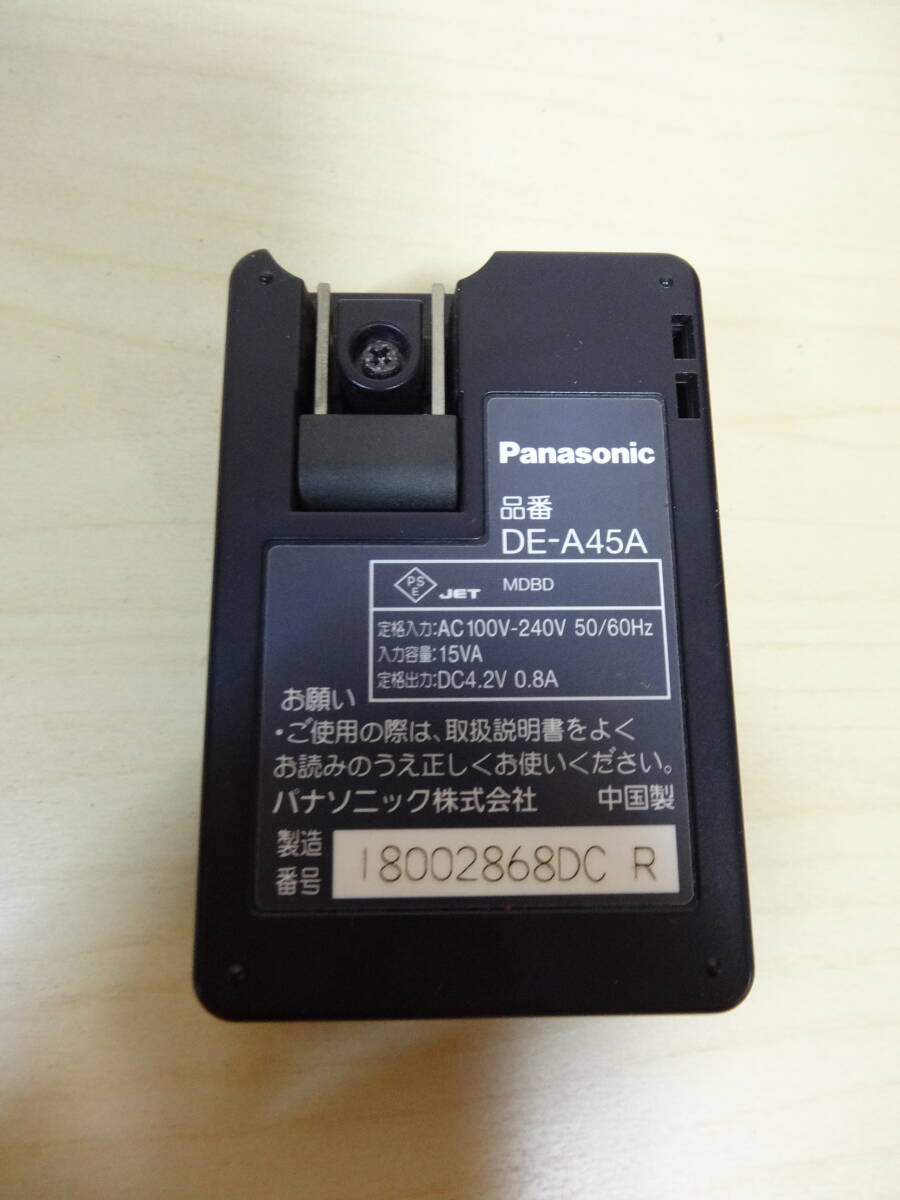 Panasonic
品番
DE-A45A
PSE JET MDBD
定格入力:AC100V-240V 50/60Hz
入力容量:15VA
定格出力:DC4.2V 0.8A
お願い
・ご使用の際は、取扱説明書をよく
お読みのうえ正しくお使いください。
パナソニック株式会社 中国製
製造番号 18002868DC R